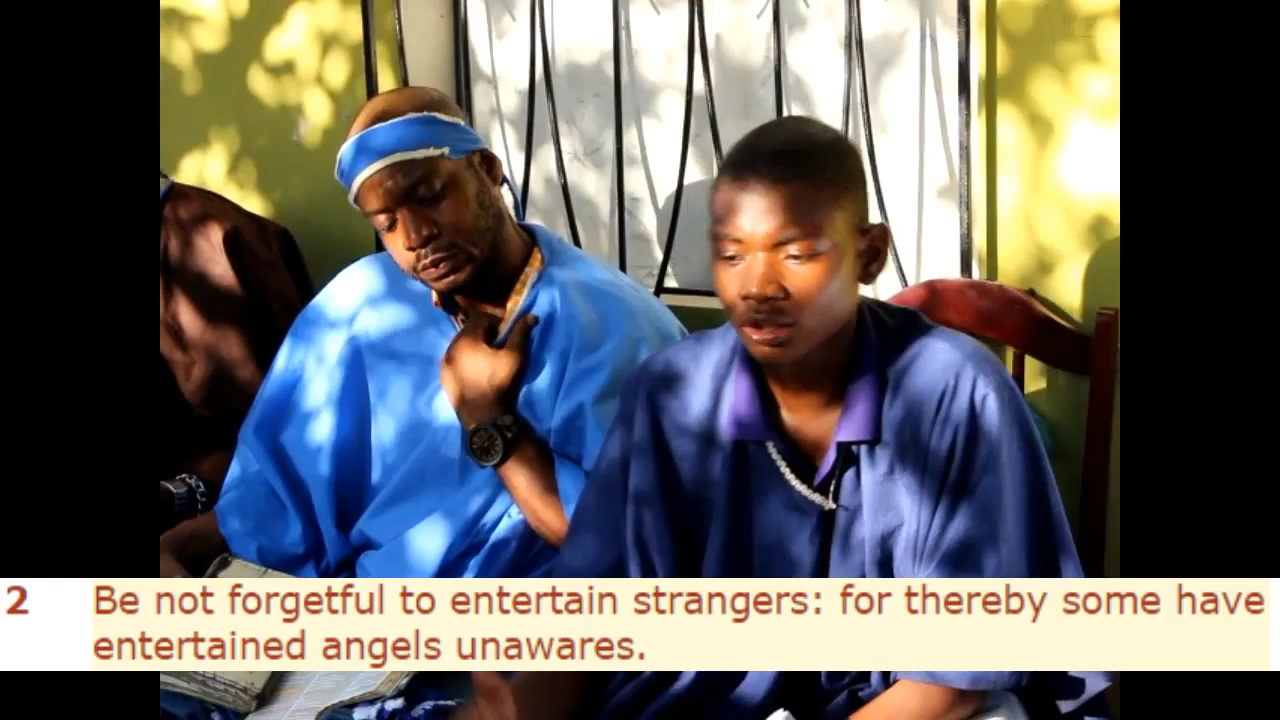 2 Be not forgetful to entertain strangers: for thereby some have
entertained angels unawares.